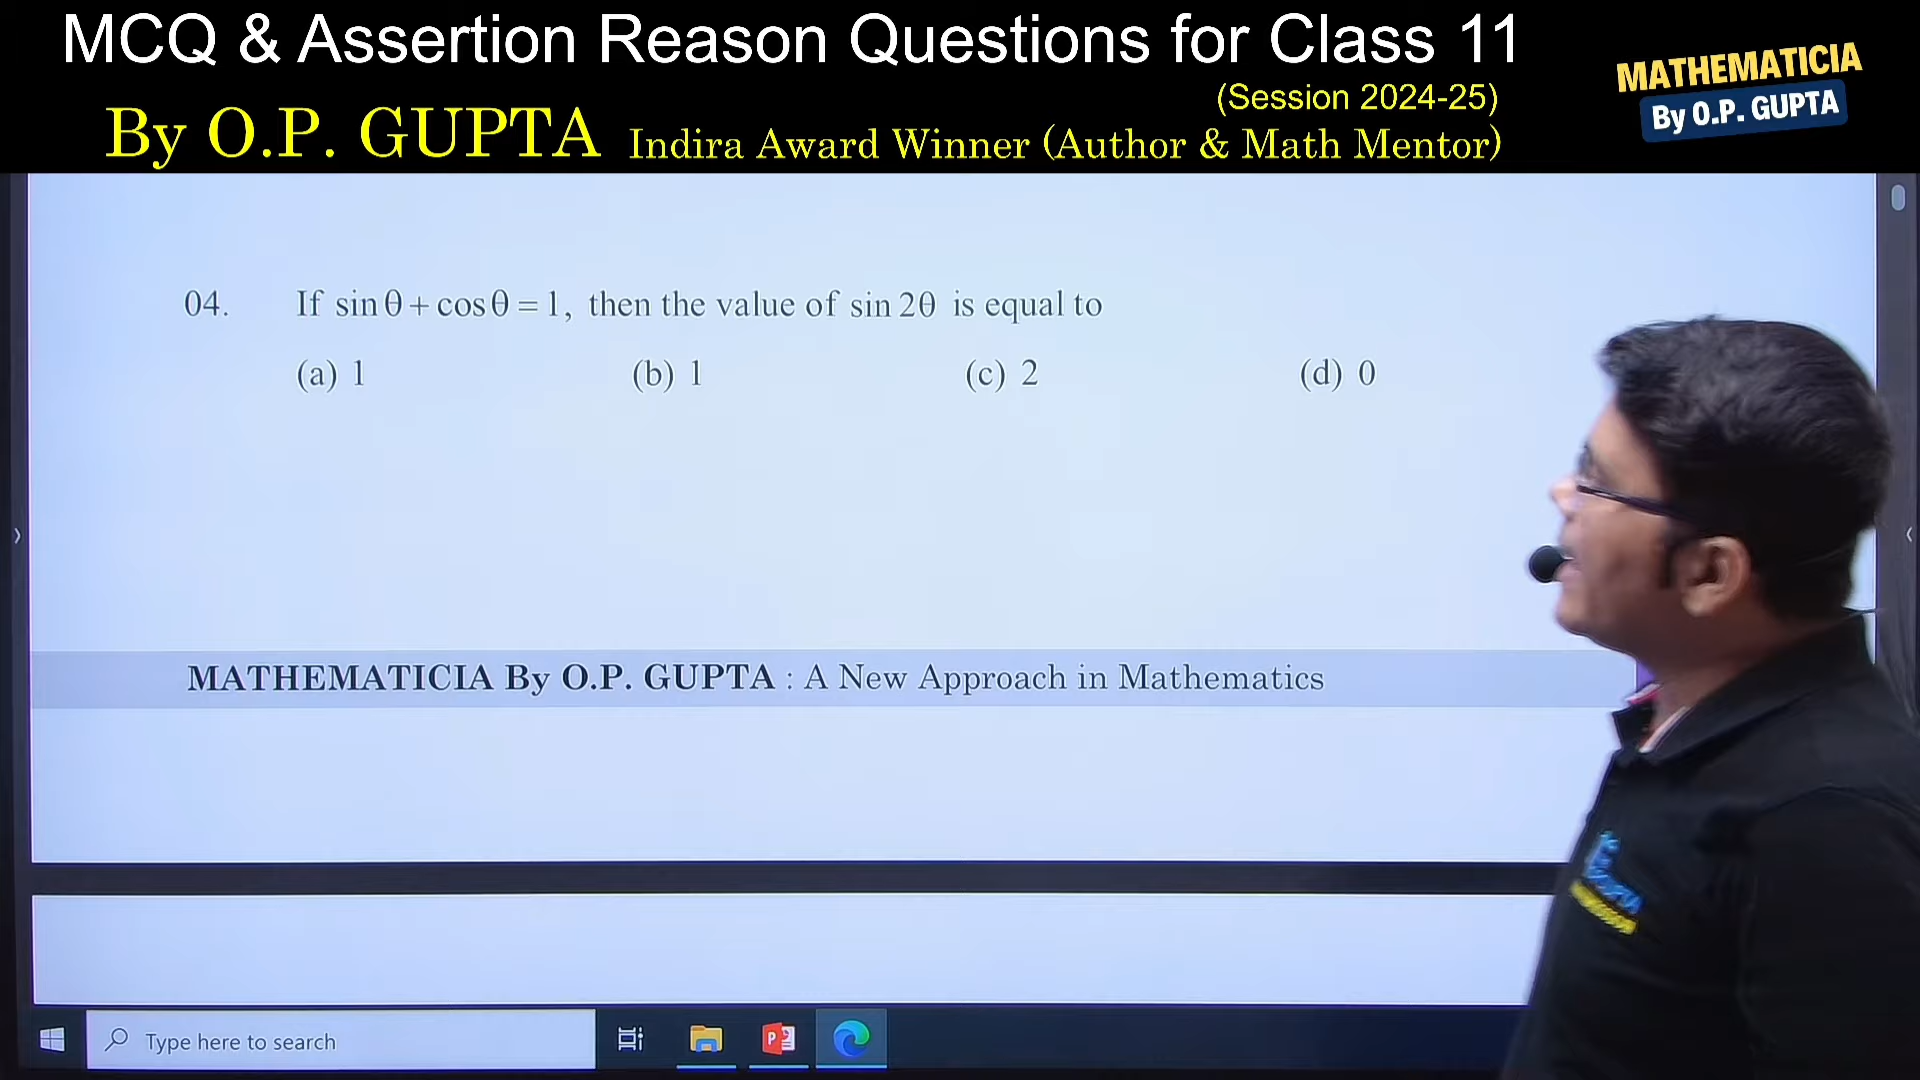 MCQ & Assertion Reason Questions for Class 11
(Session 2024-25)
By O.P. GUPTA Indira Award Winner (Author & Math Mentor)
MATHEMATICIA
By O.P. GUPTA
04. If sin θ + cos θ = 1, then the value of sin 2θ is equal to
(a) 1 (b) 1 (c) 2 (d) 0
MATHEMATICIA By O.P. GUPTA : A New Approach in Mathematics
Type here to search